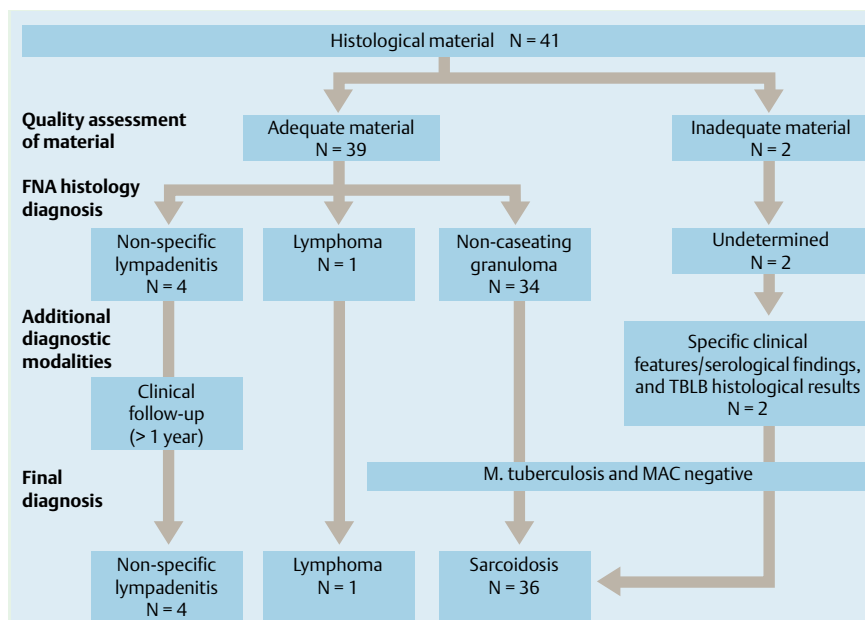 Histological material N = 41
Quality assessment
of material
Adequate material
N = 39
Inadequate material
N = 2
FNA histology
diagnosis
Non-specific
lympadenitis
N = 4
Lymphoma
N = 1
Non-caseating
granuloma
N = 34
Undetermined
N = 2
Additional
diagnostic
modalities
Clinical
follow-up
(> 1 year)
Specific clinical
features/serological findings,
and TBLB histological results
N = 2
M. tuberculosis and MAC negative
Final
diagnosis
Non-specific
lympadenitis
N = 4
Lymphoma
N = 1
Sarcoidosis
N = 36